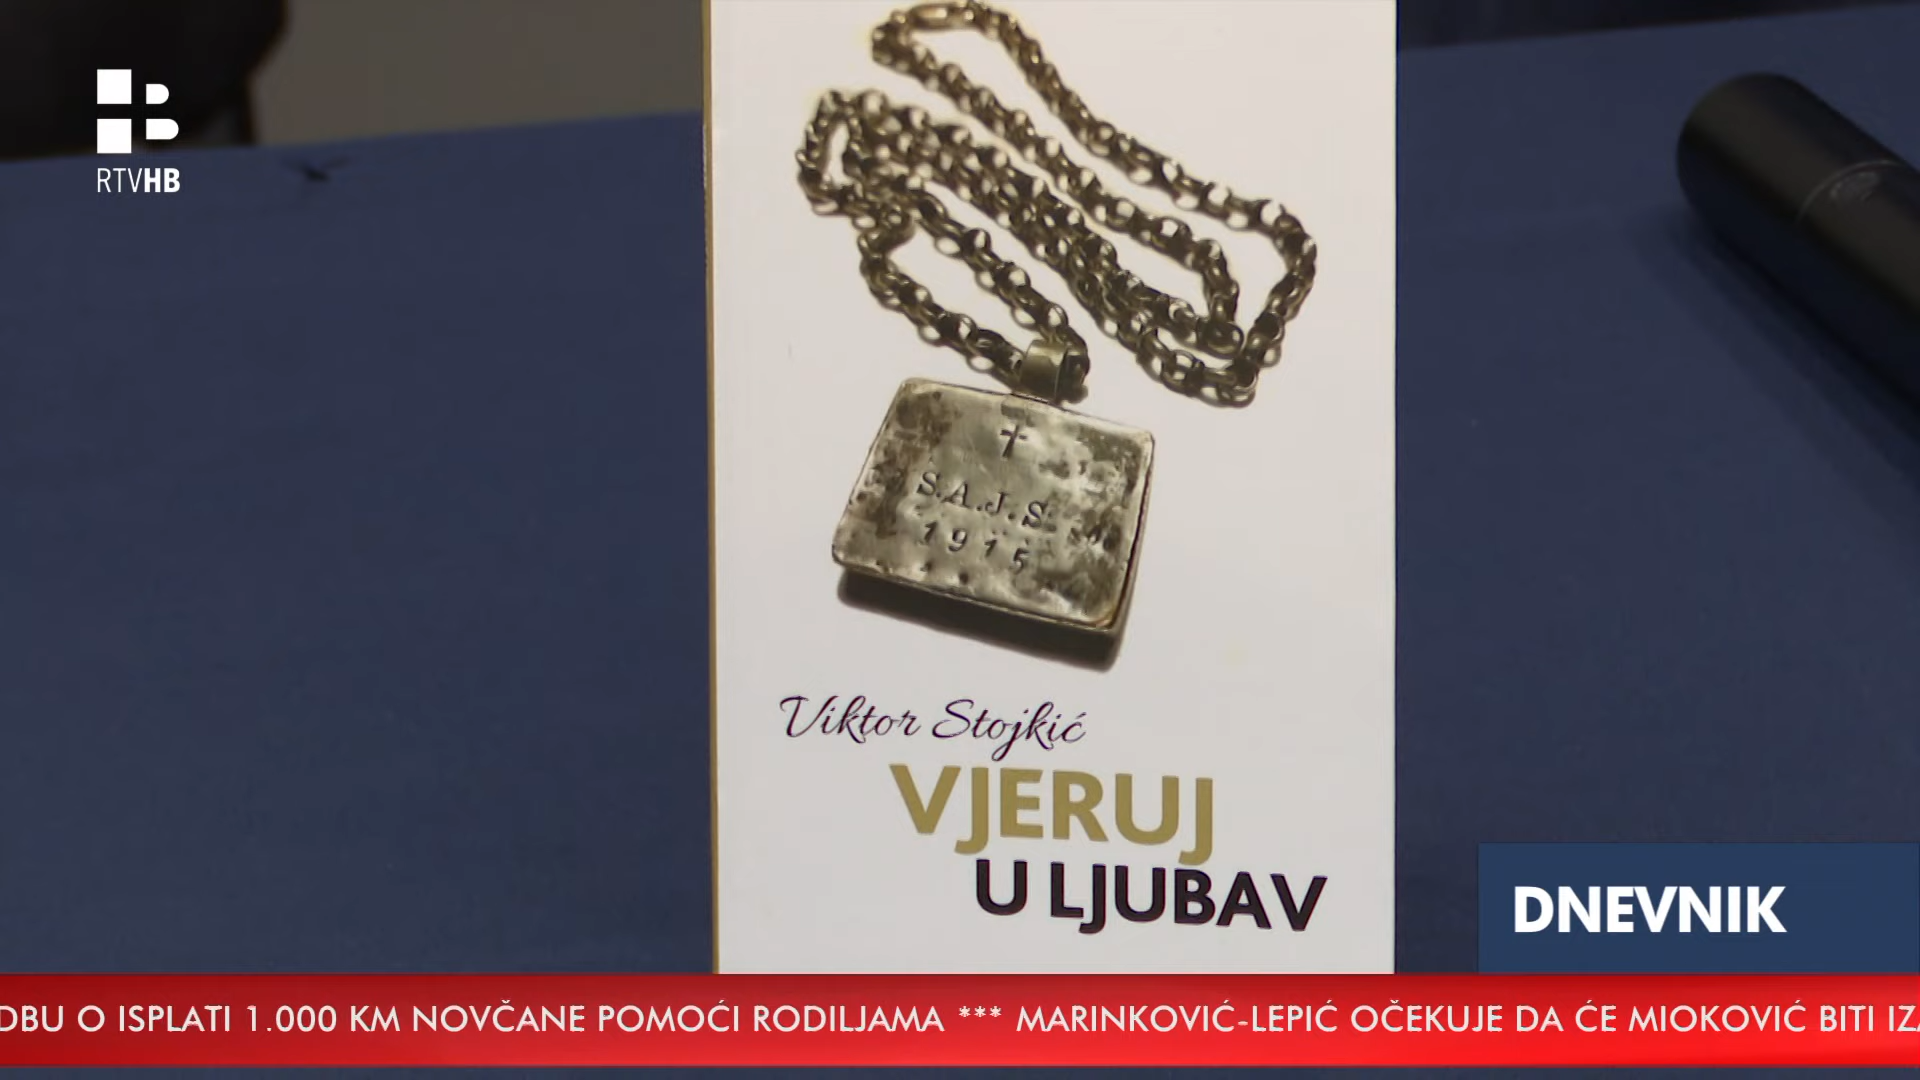 RTVHB
†
S.A.J.S.
1915
Viktor Stojkić
VJERUJ
U LJUBAV
DNEVNIK
DBU O ISPLATI 1.000 KM NOVČANE POMOĆI RODILJAMA *** MARINKOVIĆ-LEPIĆ OČEKUJE DA ĆE MIOKOVIĆ BITI IZ